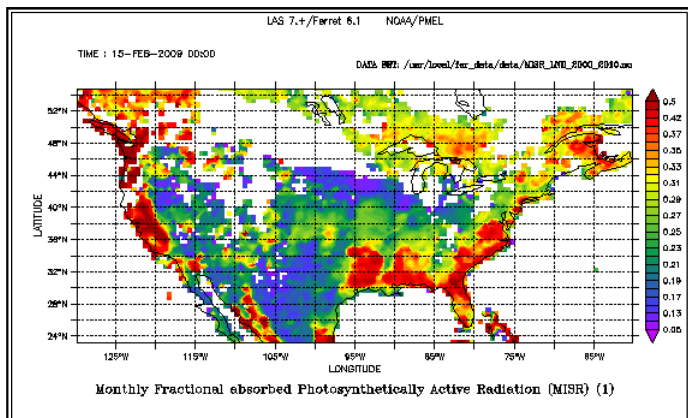 LAS 7.+/Ferret 6.1 NOAA/PMEL
TIME : 15-FEB-2009 00:00
DATA SET: /usr/local/fer_data/data/MISR_LND_2000_2010.nc
52°N
48°N
44°N
40°N
36°N
32°N
28°N
24°N
LATITUDE
125°W 115°W 105°W 95°W 85°W 75°W 65°W
LONGITUDE
0.5
0.42
0.37
0.35
0.33
0.31
0.29
0.27
0.25
0.23
0.21
0.19
0.17
0.13
0.05
Monthly Fractional absorbed Photosynthetically Active Radiation (MISR) (1)